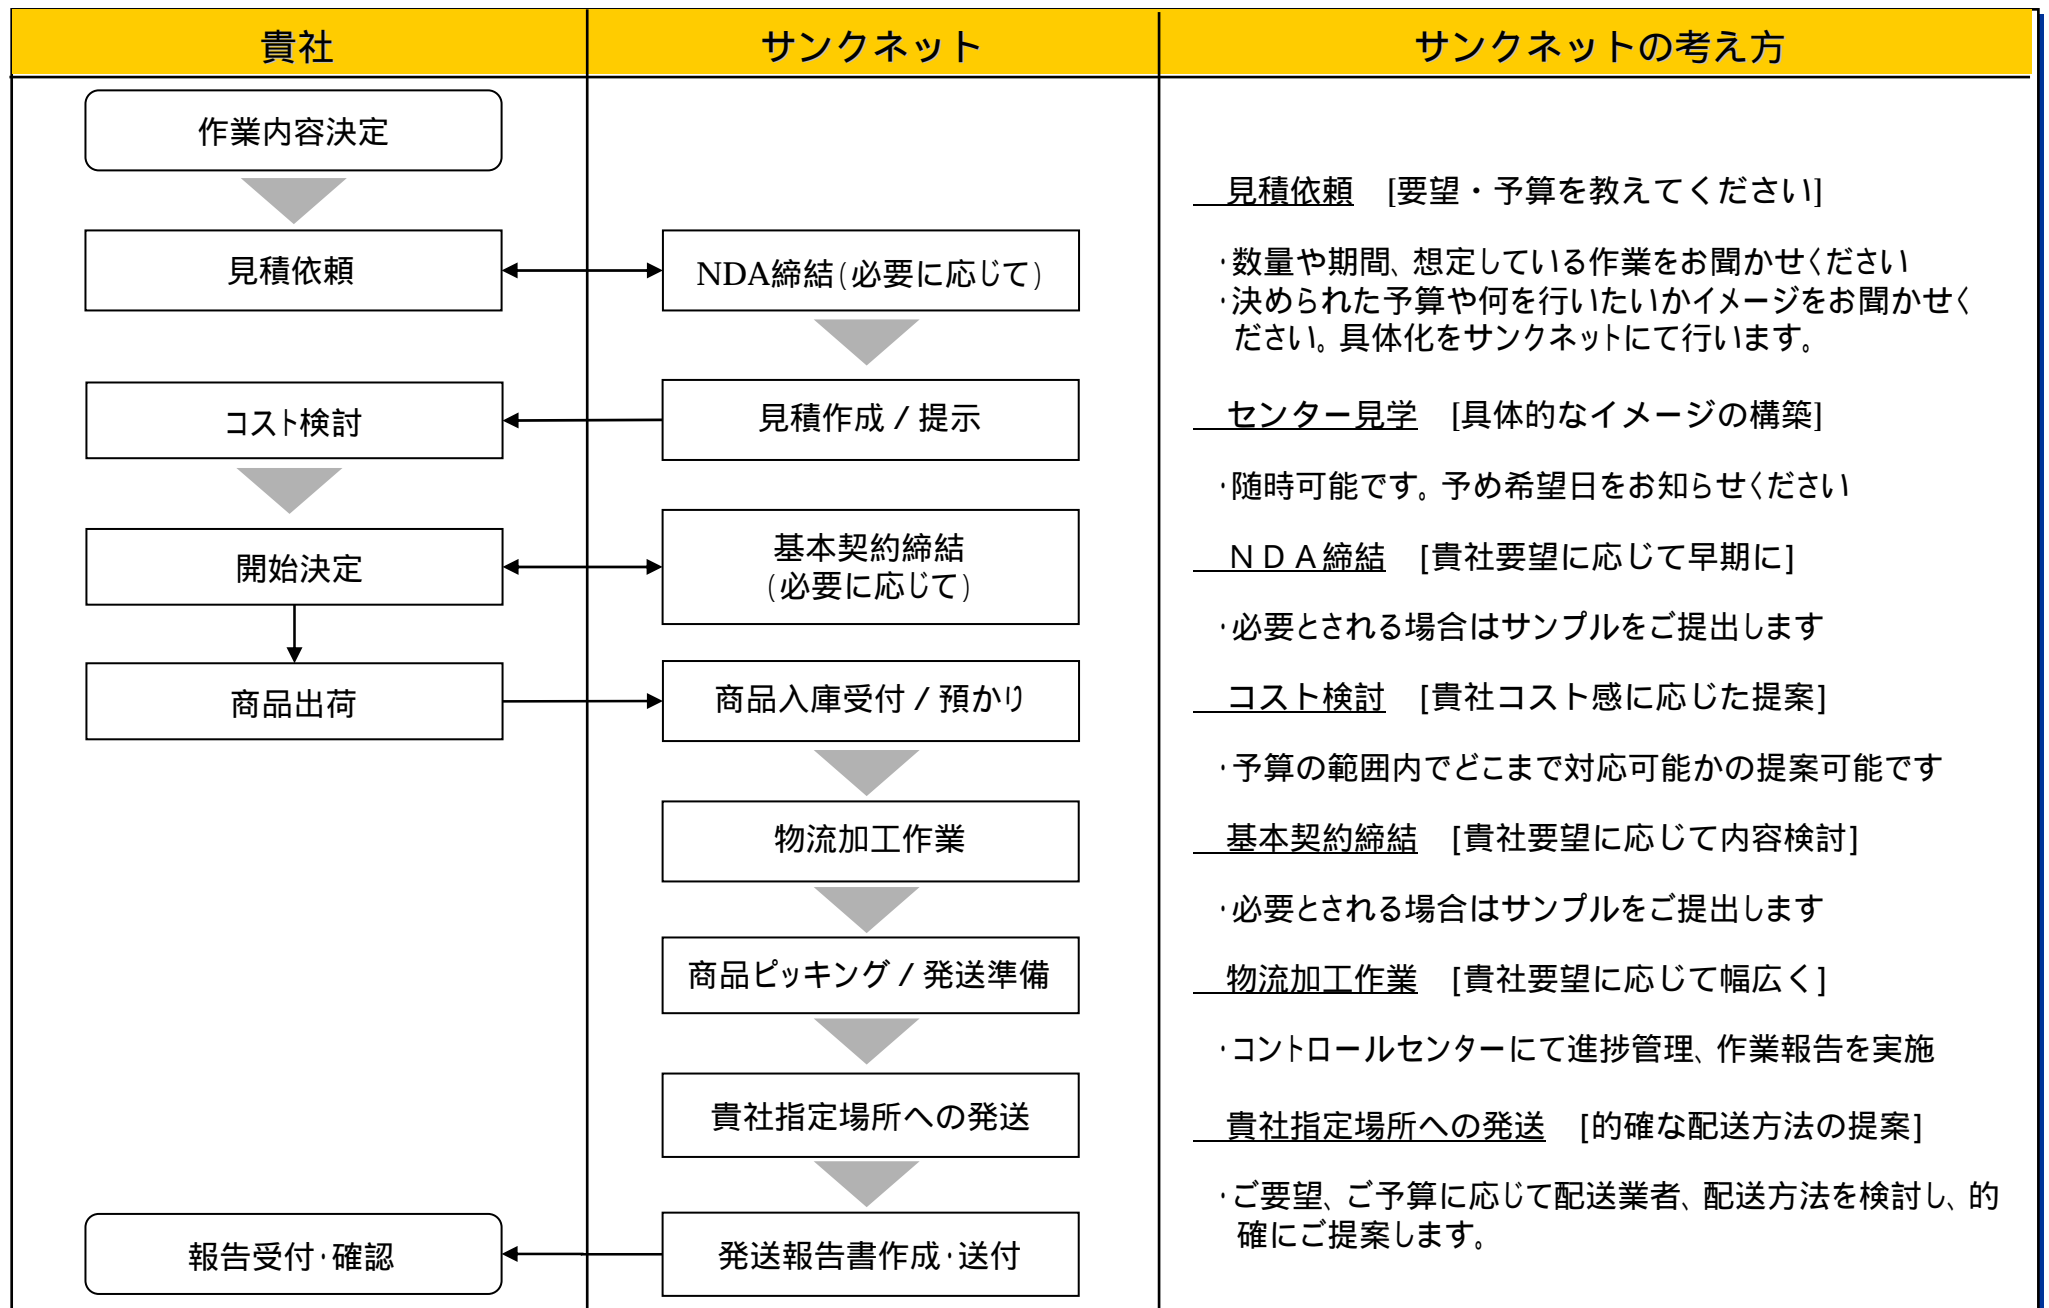 貴社
サンクネット
サンクネットの考え方
作業内容決定
見積依頼
NDA締結(必要に応じて)
コスト検討
見積作成 / 提示
開始決定
基本契約締結
(必要に応じて)
商品出荷
商品入庫受付 / 預かり
物流加工作業
商品ピッキング / 発送準備
貴社指定場所への発送
報告受付・確認
発送報告書作成・送付
見積依頼 [要望・予算を教えてください]
・数量や期間、想定している作業をお聞かせください
・決められた予算や何を行いたいかイメージをお聞かせく
ださい。具体化をサンクネットにて行います。
センター見学 [具体的なイメージの構築]
・随時可能です。予め希望日をお知らせください
NDA締結 [貴社要望に応じて早期に]
・必要とされる場合はサンプルをご提出します
コスト検討 [貴社コスト感に応じた提案]
・予算の範囲内でどこまで対応可能かの提案可能です
基本契約締結 [貴社要望に応じて内容検討]
・必要とされる場合はサンプルをご提出します
物流加工作業 [貴社要望に応じて幅広く]
・コントロールセンターにて進捗管理、作業報告を実施
貴社指定場所への発送 [的確な配送方法の提案]
・ご要望、ご予算に応じて配送業者、配送方法を検討し、的
確にご提案します。